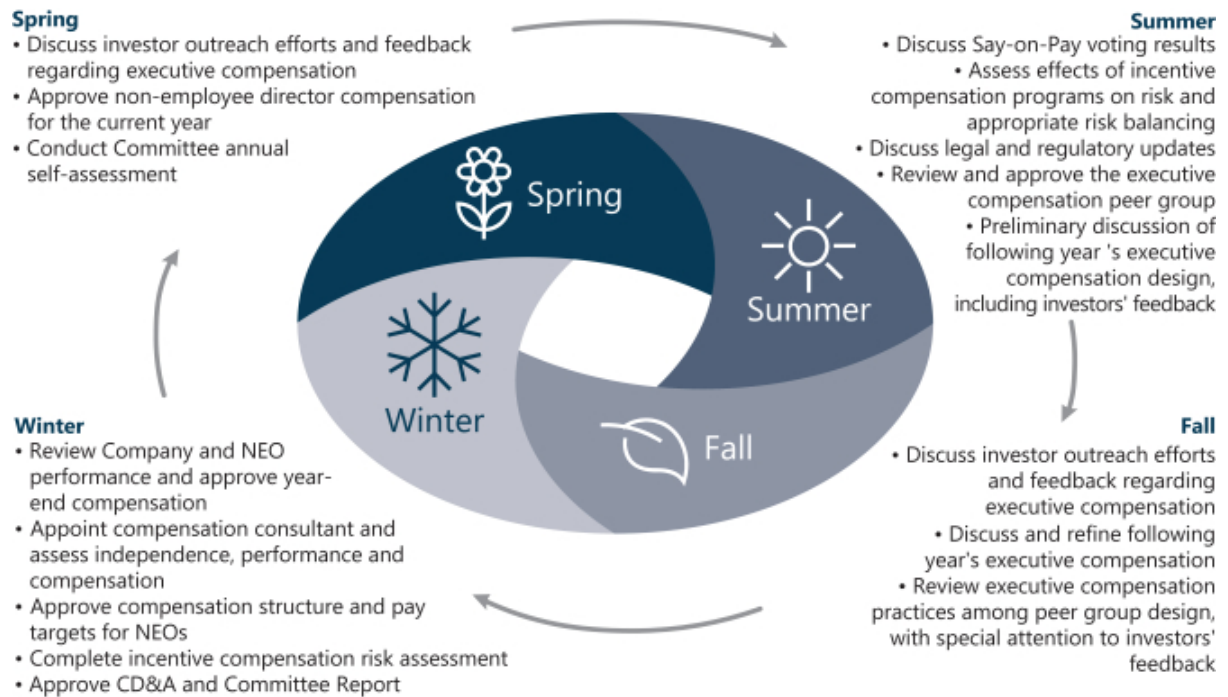 Spring
• Discuss investor outreach efforts and feedback
regarding executive compensation
• Approve non-employee director compensation
for the current year
• Conduct Committee annual
self-assessment
Summer
• Discuss Say-on-Pay voting results
• Assess effects of incentive
compensation programs on risk and
appropriate risk balancing
• Discuss legal and regulatory updates
• Review and approve the executive
compensation peer group
• Preliminary discussion of
following year 's executive
compensation design,
including investors' feedback
Spring
Summer
Winter
Fall
Winter
• Review Company and NEO
performance and approve year-
end compensation
• Appoint compensation consultant and
assess independence, performance and
compensation
• Approve compensation structure and pay
targets for NEOs
• Complete incentive compensation risk assessment
• Approve CD&A and Committee Report
Fall
• Discuss investor outreach efforts
and feedback regarding
executive compensation
• Discuss and refine following
year's executive compensation
• Review executive compensation
practices among peer group design,
with special attention to investors'
feedback